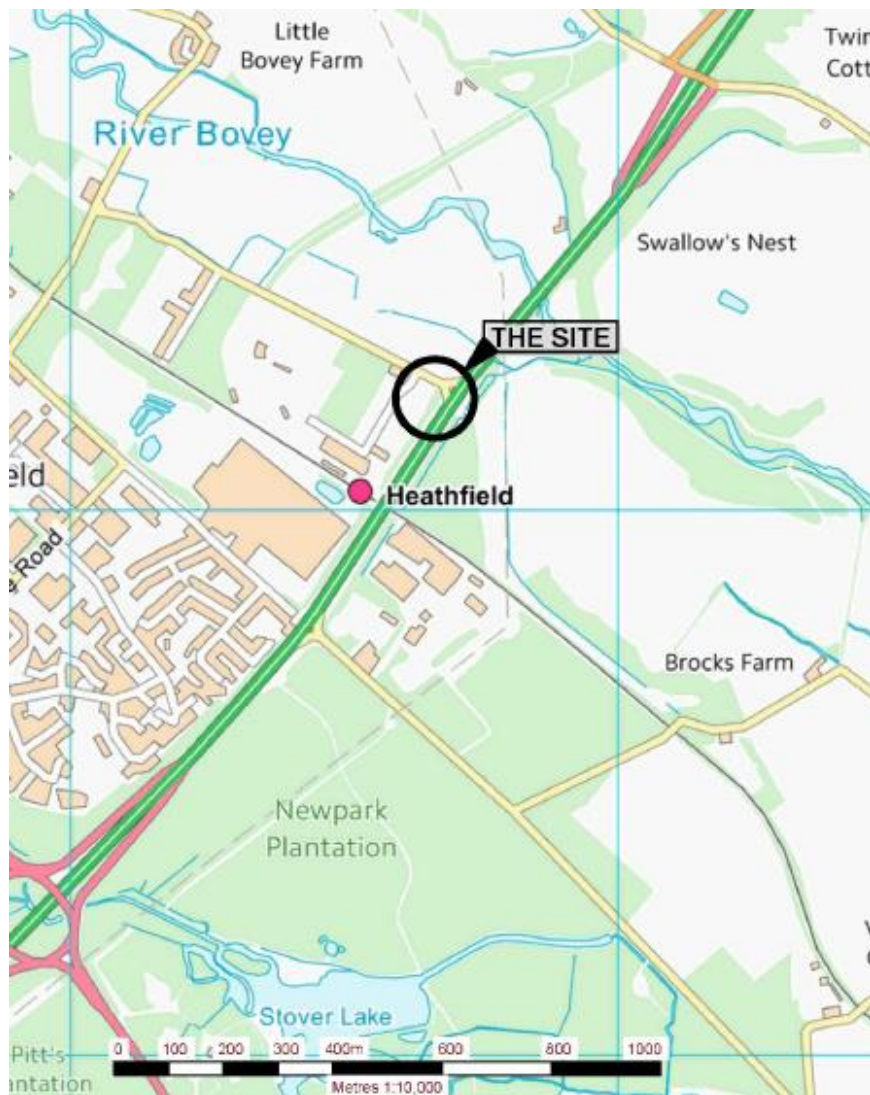 Little
Bovey Farm
Twin
Cott
River Bovey
Swallow's Nest
THE SITE
eld
Heathfield
e Road
Brocks Farm
Newpark
Plantation
Stover Lake
Pitt's
antation
0 100 200 300 400m 600 800 1000
Metres 1:10,000